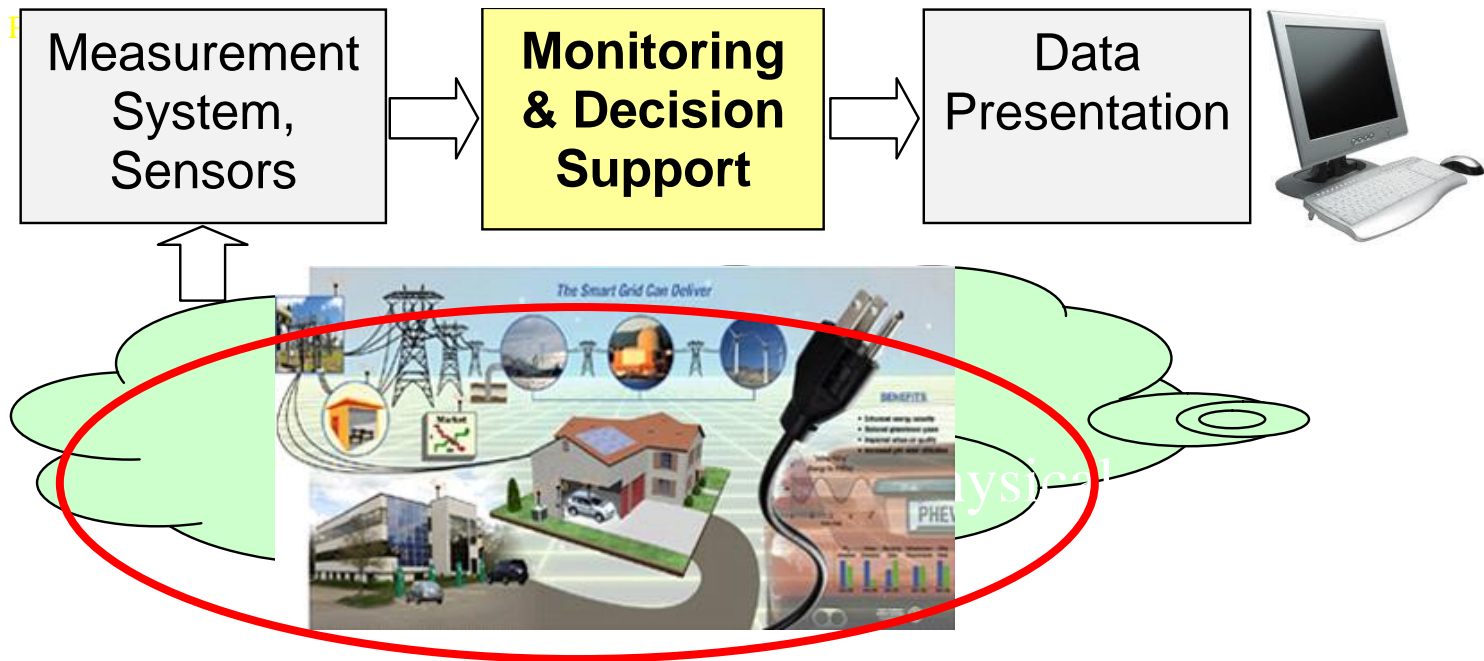 Measurement
System,
Sensors
Monitoring
& Decision
Support
Data
Presentation
The Smart Grid Can Deliver
Market
BENEFITS
PHEV